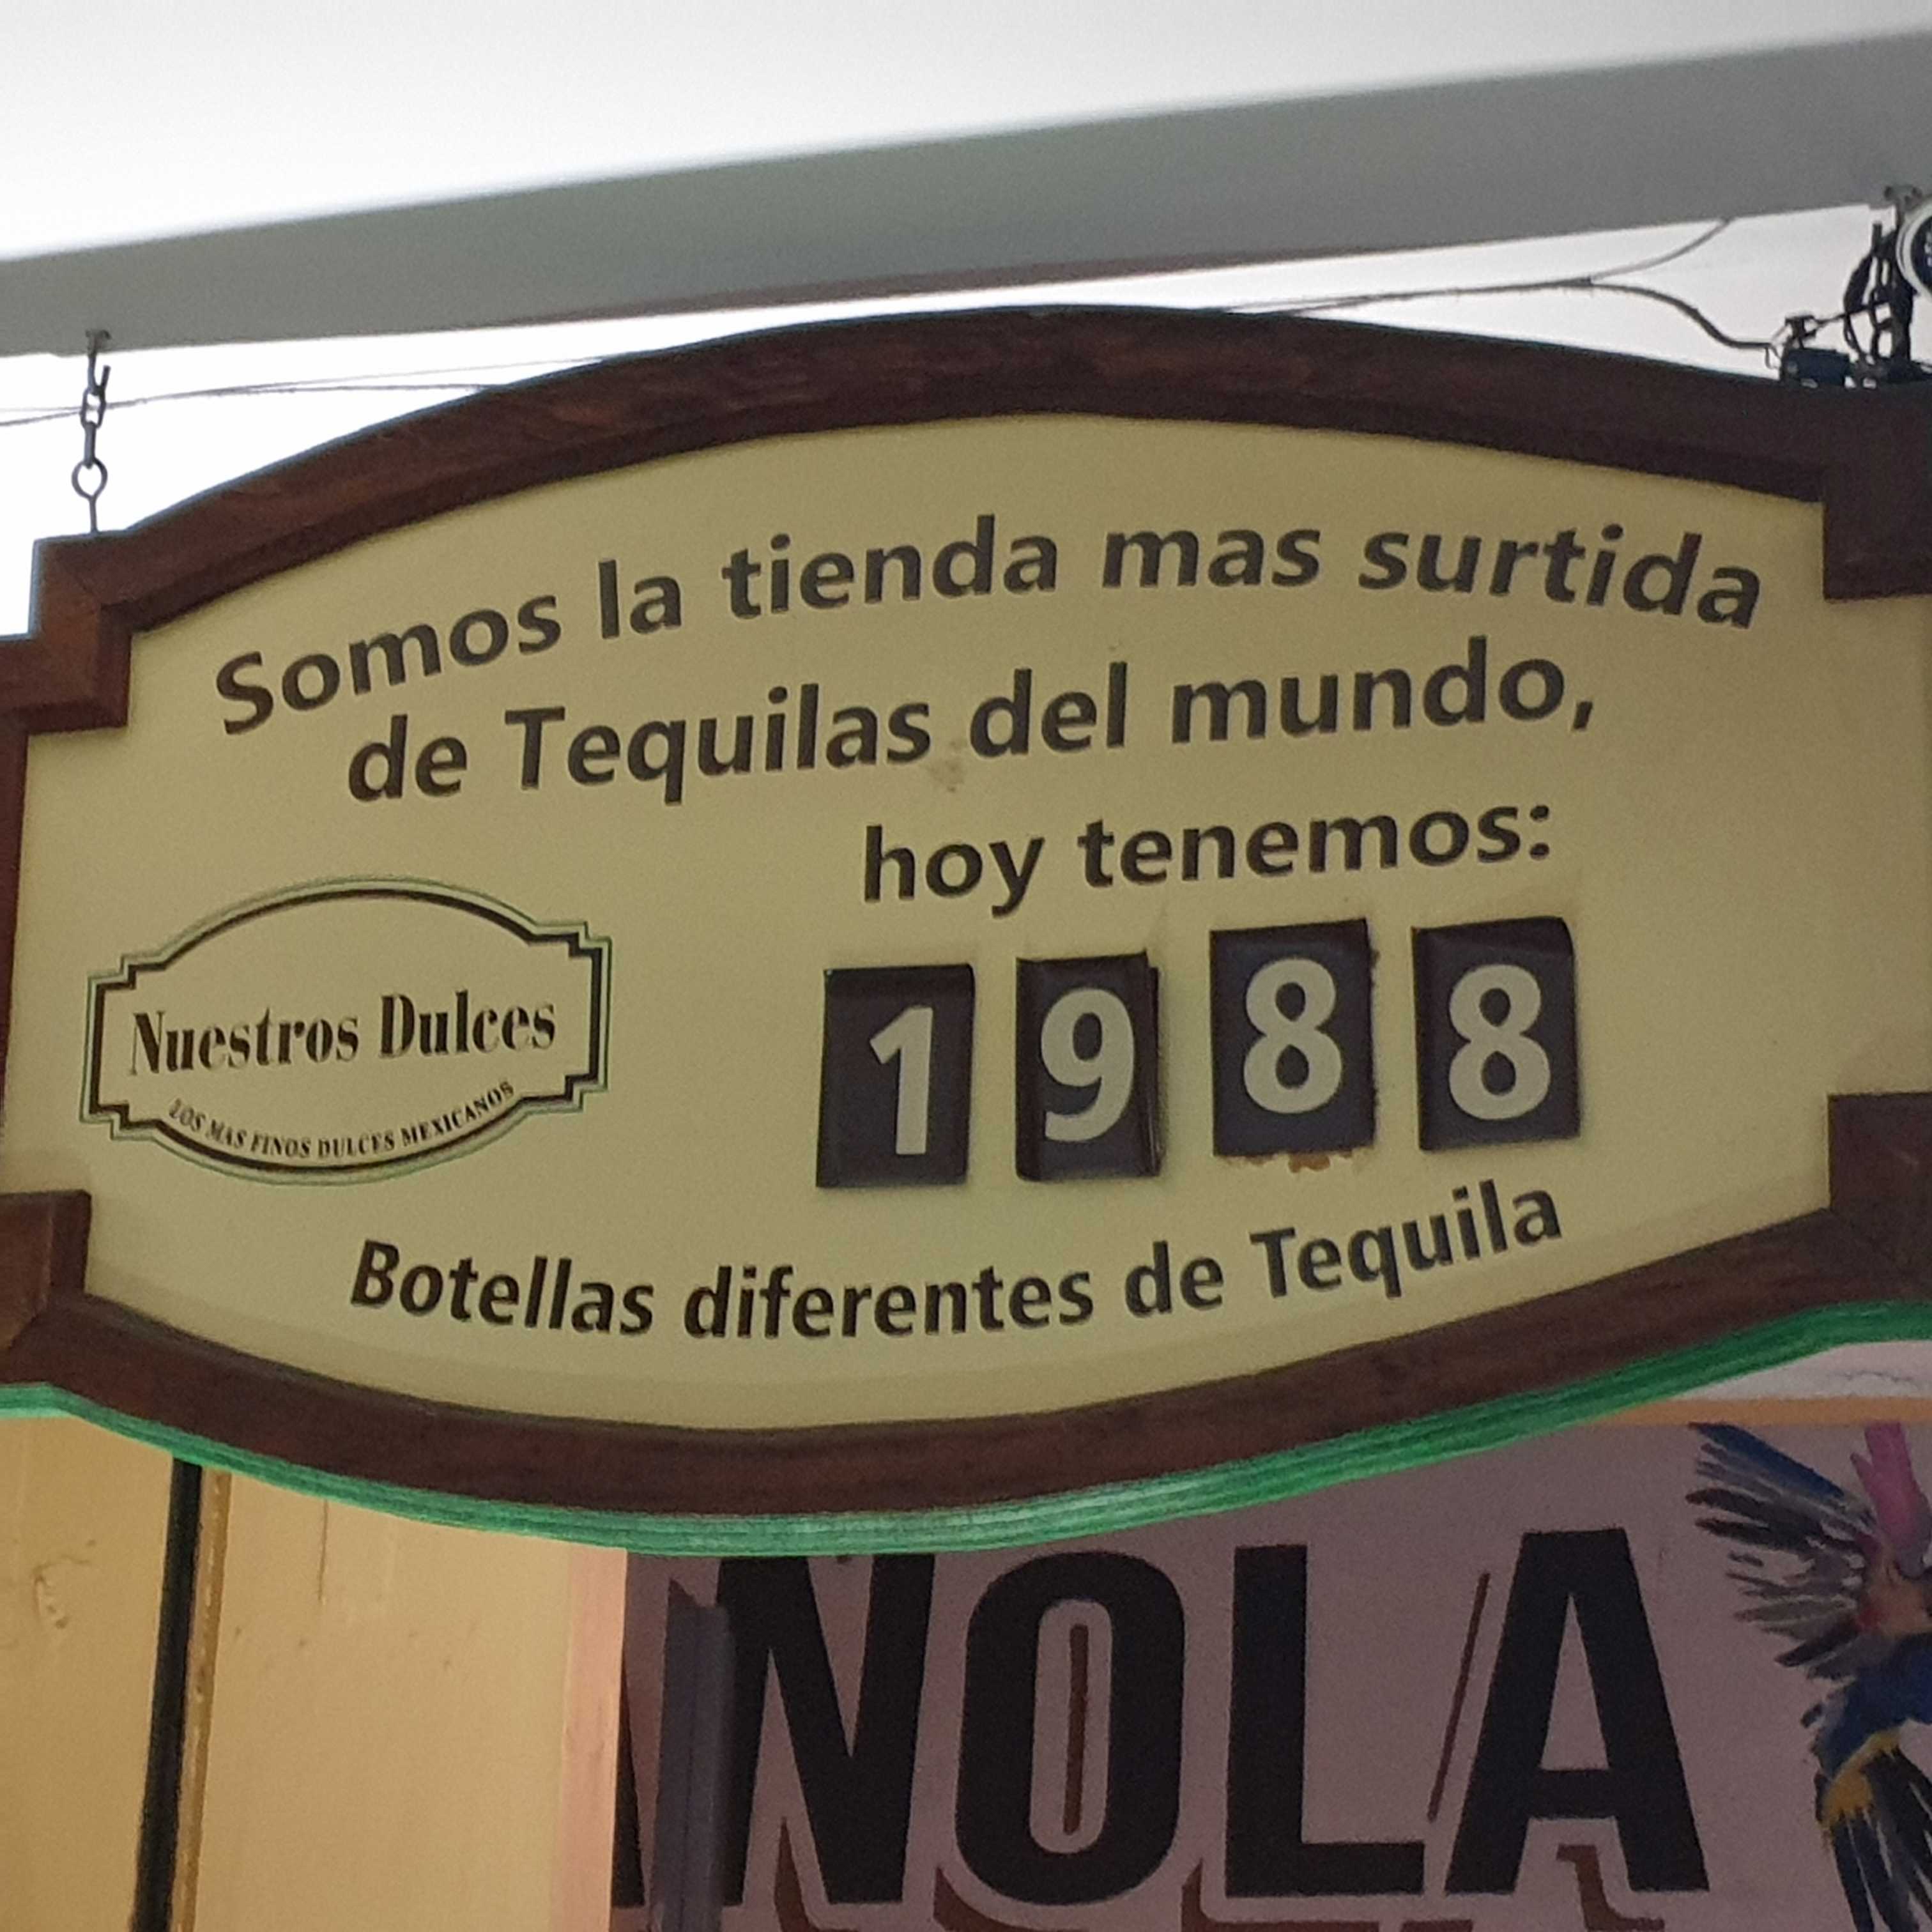 Somos la tienda mas surtida
de Tequilas del mundo,
hoy tenemos:
1988
Nuestros Dulces
LOS MAS FINOS DULCES MEXICANOS
Botellas diferentes de Tequila
NOLA